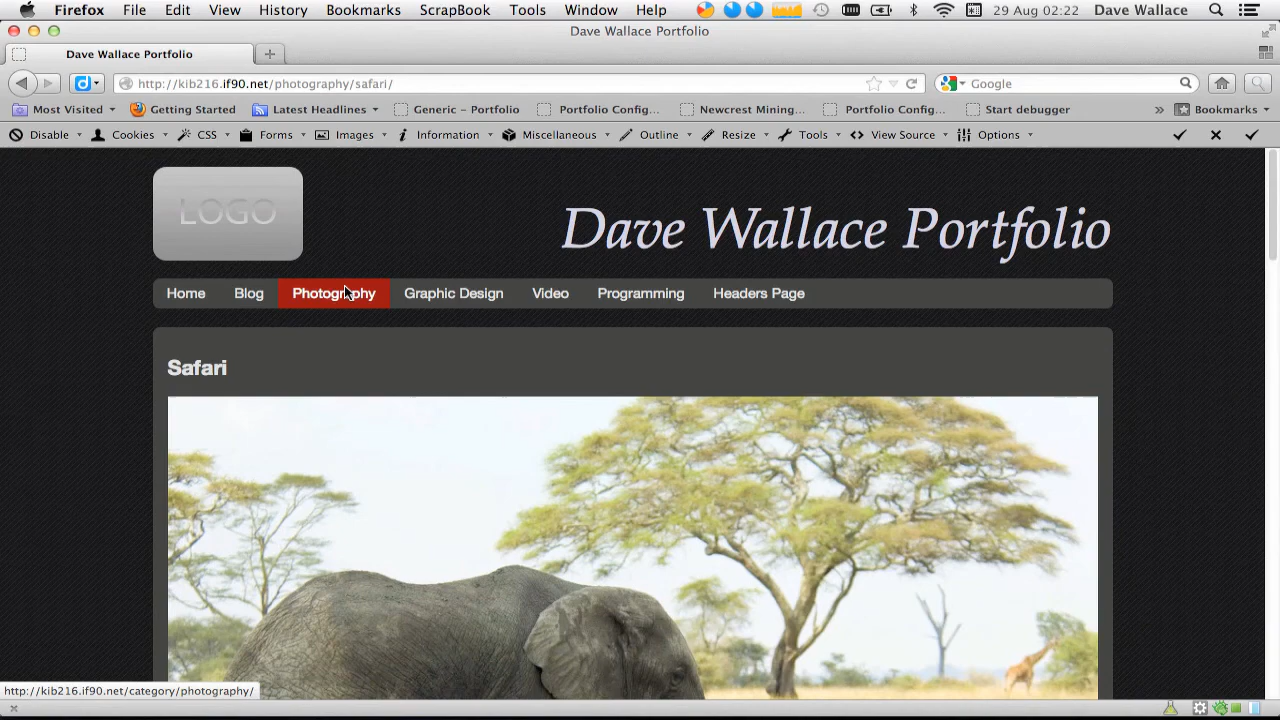 Firefox File Edit View History Bookmarks ScrapBook Tools Window Help 29 Aug 02:22 Dave Wallace
Dave Wallace Portfolio
Dave Wallace Portfolio
http://kib216.if90.net/photography/safari/ Google
Most Visited Getting Started Latest Headlines Generic – Portfolio Portfolio Config... Newcrest Mining... Portfolio Config... Start debugger » Bookmarks
Disable Cookies CSS Forms Images Information Miscellaneous Outline Resize Tools View Source Options
LOGO
Dave Wallace Portfolio
Home Blog Photography Graphic Design Video Programming Headers Page
Safari
http://kib216.if90.net/category/photography/